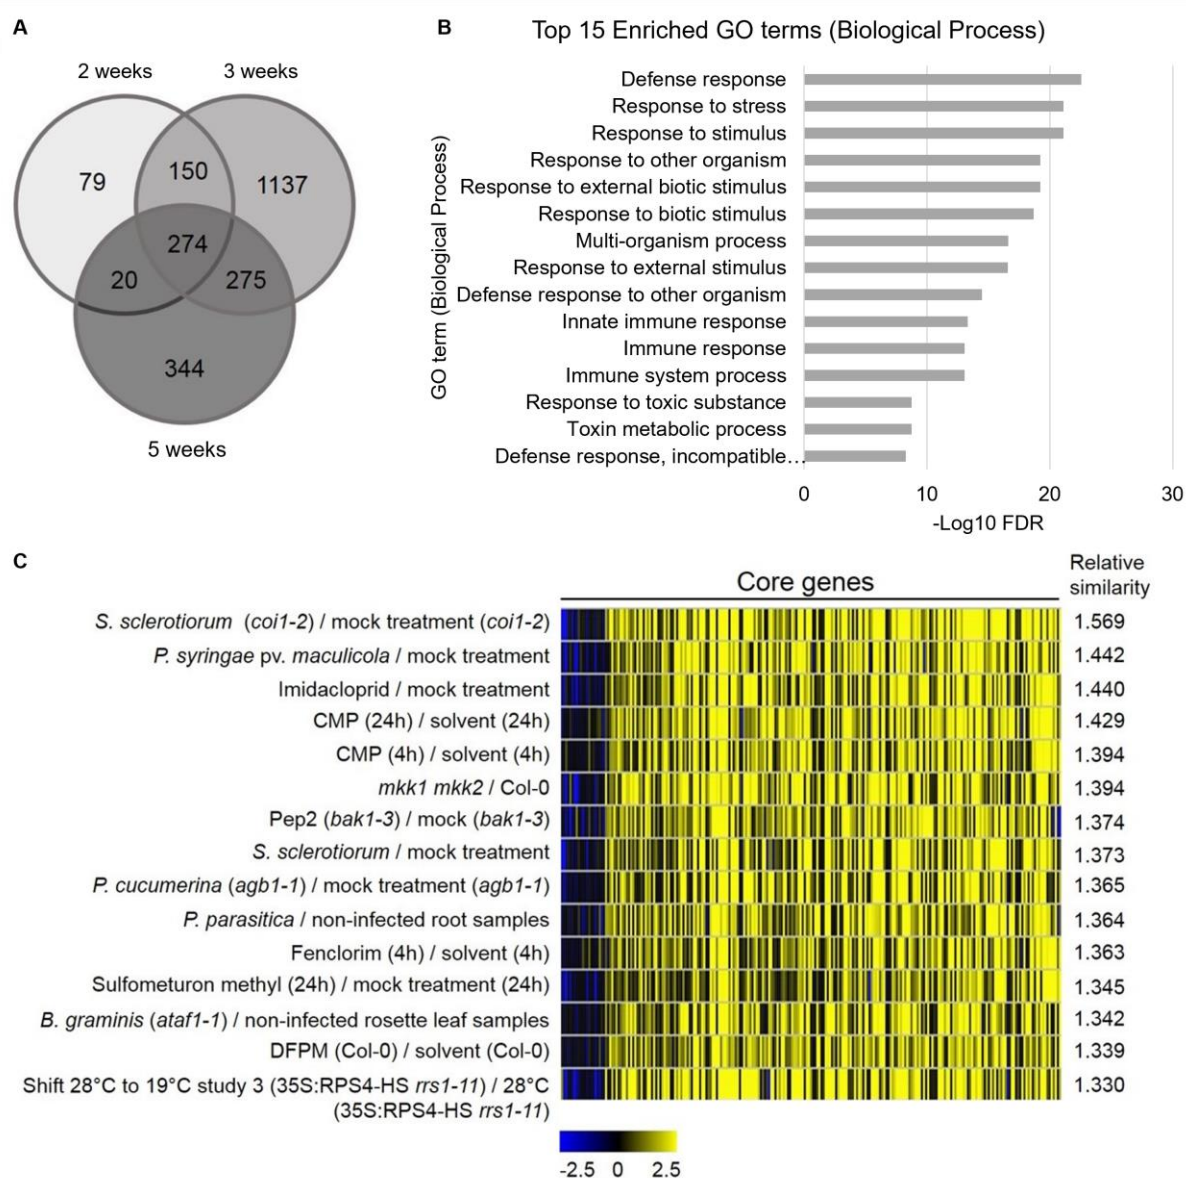 A
2 weeks
3 weeks
79
150
1137
274
20
275
344
5 weeks
B
Top 15 Enriched GO terms (Biological Process)
GO term (Biological Process)
Defense response
Response to stress
Response to stimulus
Response to other organism
Response to external biotic stimulus
Response to biotic stimulus
Multi-organism process
Response to external stimulus
Defense response to other organism
Innate immune response
Immune response
Immune system process
Response to toxic substance
Toxin metabolic process
Defense response, incompatible…
0 10 20 30
-Log10 FDR
C
Core genes
Relative
similarity
S. sclerotiorum (coi1-2) / mock treatment (coi1-2) 1.569
P. syringae pv. maculicola / mock treatment 1.442
Imidacloprid / mock treatment 1.440
CMP (24h) / solvent (24h) 1.429
CMP (4h) / solvent (4h) 1.394
mkk1 mkk2 / Col-0 1.394
Pep2 (bak1-3) / mock (bak1-3) 1.374
S. sclerotiorum / mock treatment 1.373
P. cucumerina (agb1-1) / mock treatment (agb1-1) 1.365
P. parasitica / non-infected root samples 1.364
Fenclorim (4h) / solvent (4h) 1.363
Sulfometuron methyl (24h) / mock treatment (24h) 1.345
B. graminis (ataf1-1) / non-infected rosette leaf samples 1.342
DFPM (Col-0) / solvent (Col-0) 1.339
Shift 28°C to 19°C study 3 (35S:RPS4-HS rrs1-11) / 28°C 1.330
(35S:RPS4-HS rrs1-11)
-2.5 0 2.5